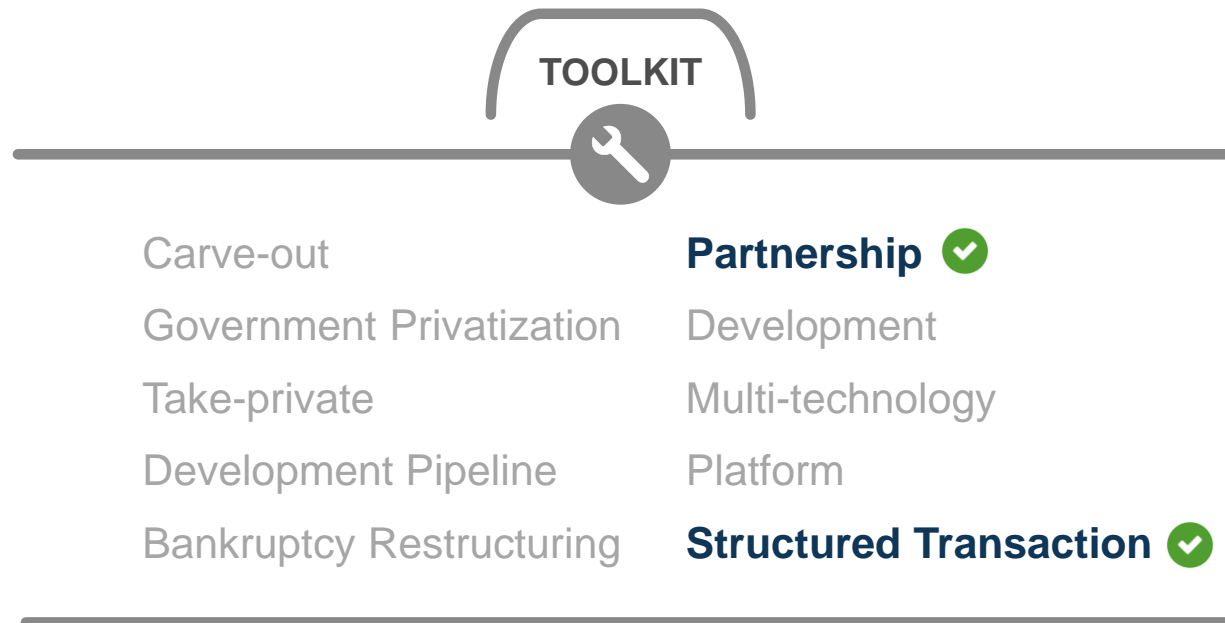 TOOLKIT
Carve-out
Government Privatization
Take-private
Development Pipeline
Bankruptcy Restructuring
Partnership
Development
Multi-technology
Platform
Structured Transaction